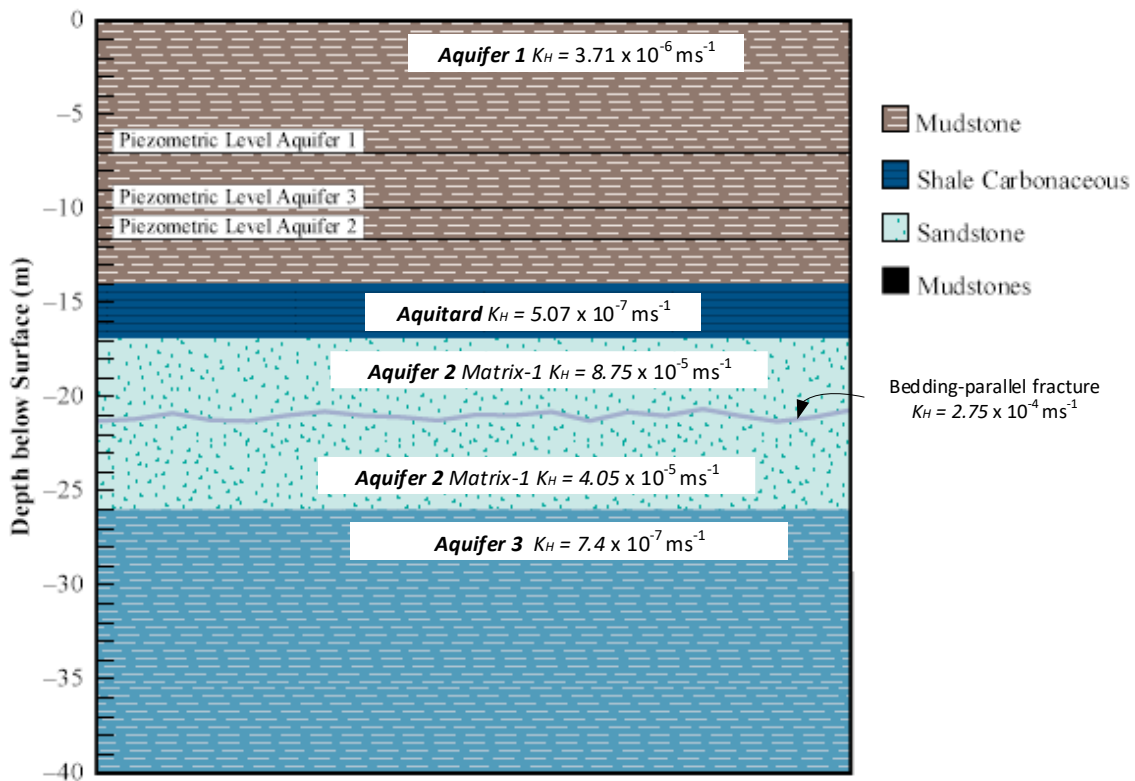 0
Aquifer 1 KH = 3.71 x 10-6 ms-1
–5
Piezometric Level Aquifer 1
Piezometric Level Aquifer 3
–10
Piezometric Level Aquifer 2
–15
Aquitard KH = 5.07 x 10-7 ms-1
Aquifer 2 Matrix-1 KH = 8.75 x 10-5 ms-1
–20
Aquifer 2 Matrix-1 KH = 4.05 x 10-5 ms-1
–25
Aquifer 3 KH = 7.4 x 10-7 ms-1
–30
–35
–40
Depth below Surface (m)
Mudstone
Shale Carbonaceous
Sandstone
Mudstones
Bedding-parallel fracture
KH = 2.75 x 10-4 ms-1